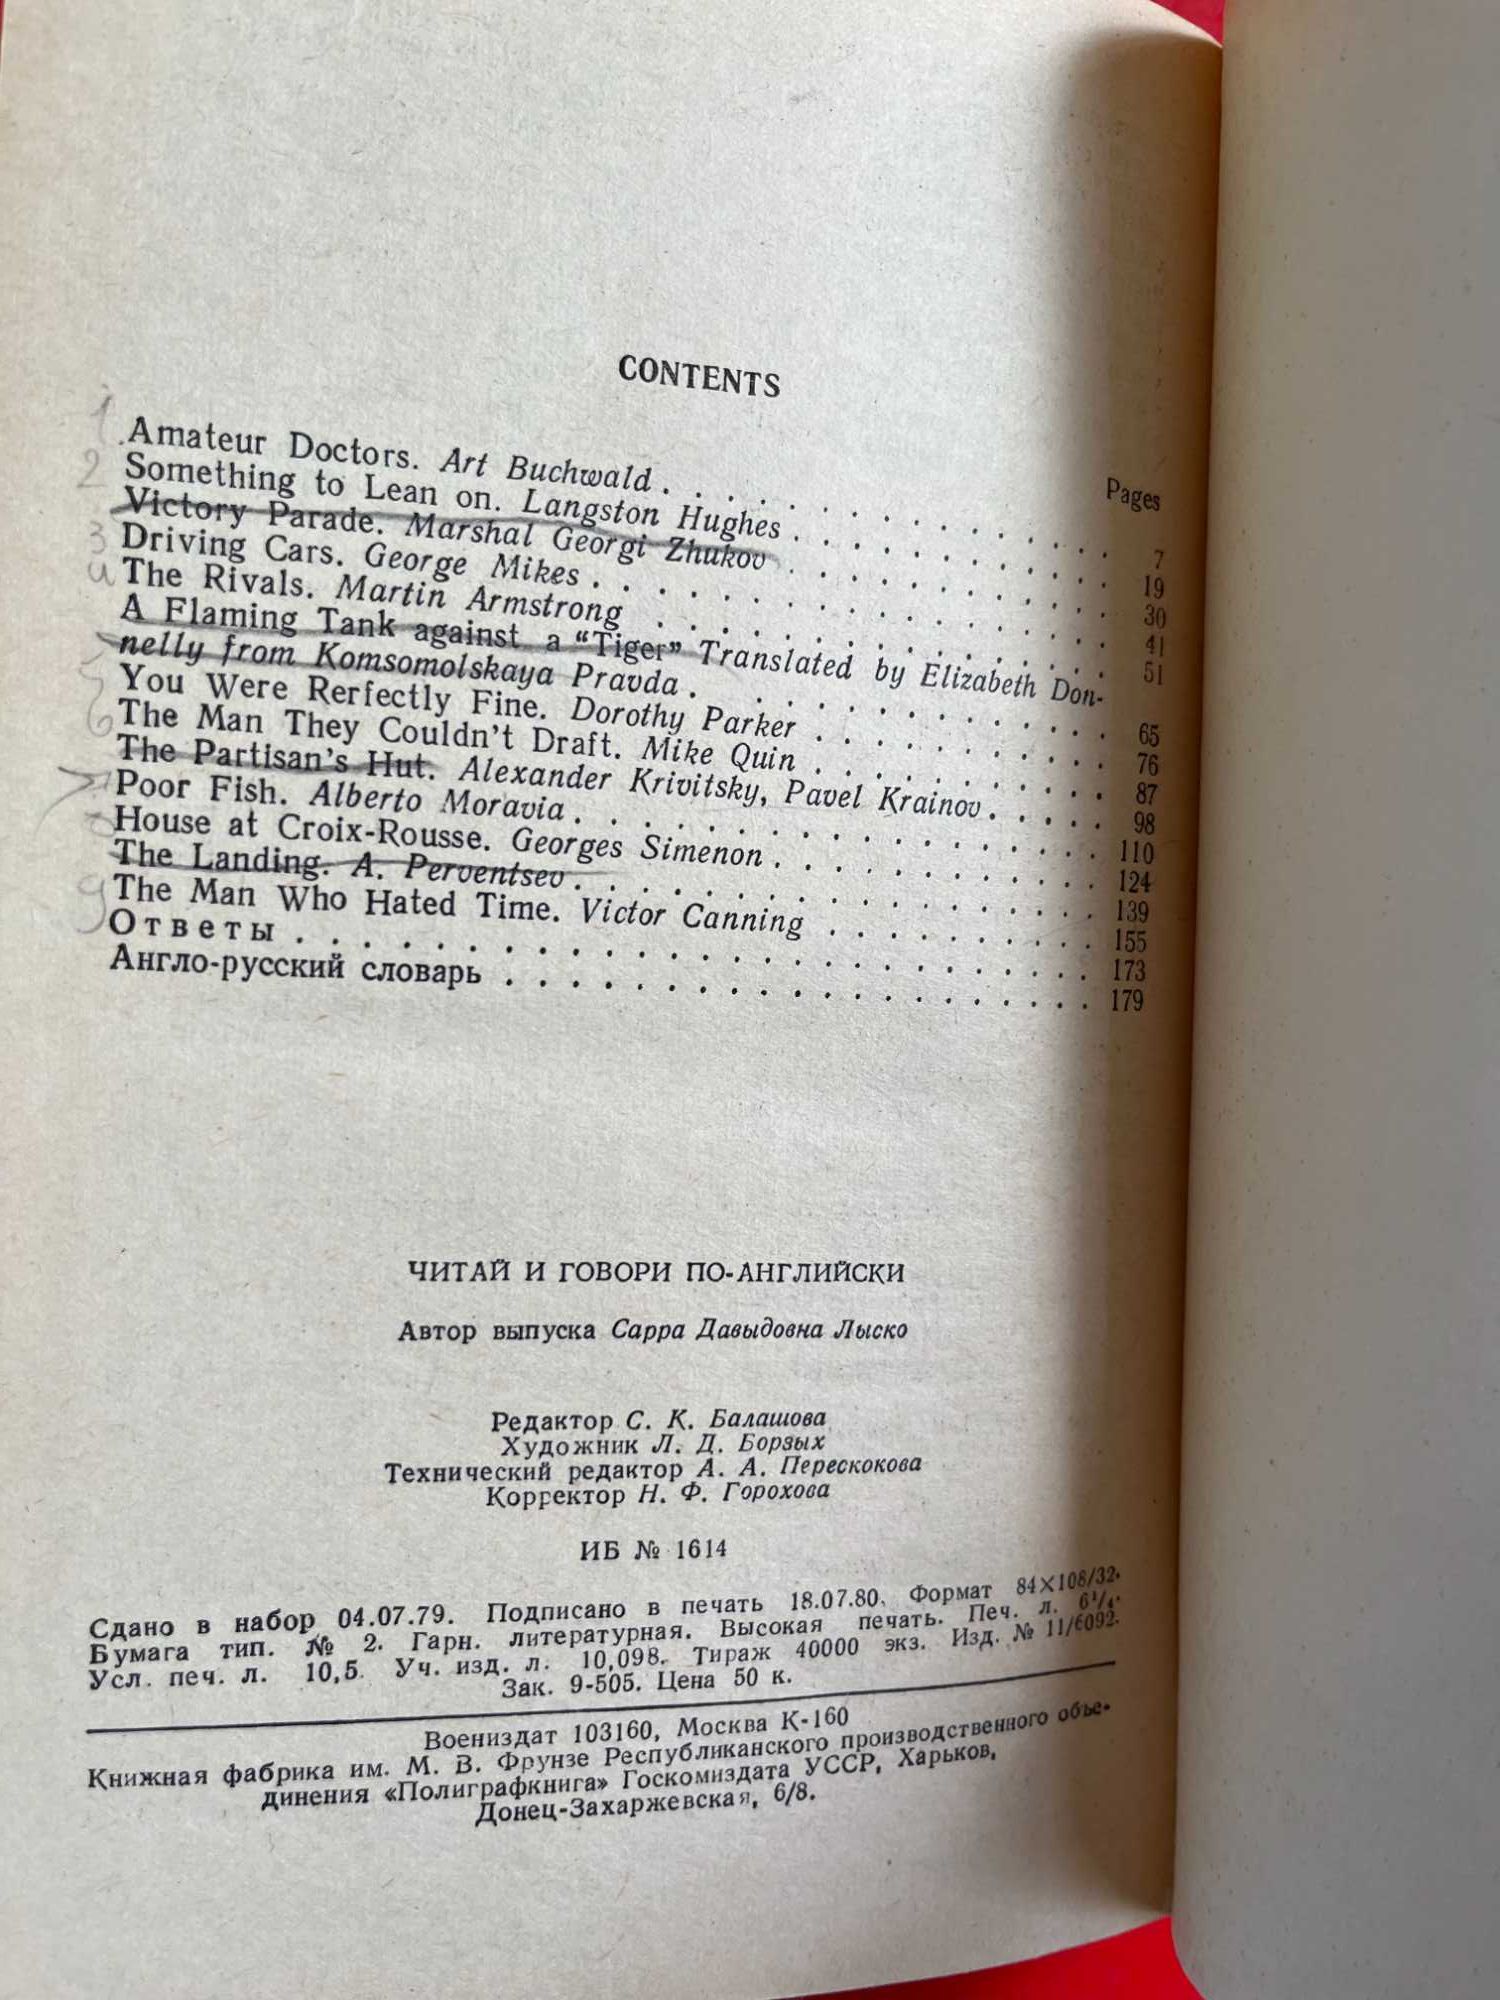 CONTENTS
Pages
1 Amateur Doctors. Art Buchwald . . . . . . . . . . . . . . 7
2 Something to Lean on. Langston Hughes . . . . . . . . . . 19
Victory Parade. Marshal Georgi Zhukov . . . . . . . . . . 30
3 Driving Cars. George Mikes . . . . . . . . . . . . . . . 41
4 The Rivals. Martin Armstrong . . . . . . . . . . . . . . 51
A Flaming Tank against a “Tiger” Translated by Elizabeth Don-
nelly from Komsomolskaya Pravda . . . . . . . . . . . . . 65
5 You Were Rerfectly Fine. Dorothy Parker . . . . . . . . . 76
6 The Man They Couldn't Draft. Mike Quin . . . . . . . . . 87
The Partisan's Hut. Alexander Krivitsky, Pavel Krainov . . . . . 98
7 Poor Fish. Alberto Moravia . . . . . . . . . . . . . . . 110
House at Croix-Rousse. Georges Simenon . . . . . . . . . 124
The Landing. A. Perventsev . . . . . . . . . . . . . . . 139
9 The Man Who Hated Time. Victor Canning . . . . . . . . . 155
Ответы . . . . . . . . . . . . . . . . . . . . . . . 173
Англо-русский словарь . . . . . . . . . . . . . . . . . . 179
ЧИТАЙ И ГОВОРИ ПО-АНГЛИЙСКИ
Автор выпуска Сарра Давыдовна Лыско
Редактор С. К. Балашова
Художник Л. Д. Борзых
Технический редактор А. А. Перескокова
Корректор Н. Ф. Горохова
ИБ № 1614
Сдано в набор 04.07.79. Подписано в печать 18.07.80. Формат 84×108/32.
Бумага тип. № 2. Гарн. литературная. Высокая печать. Печ. л. 6¼.
Усл. печ. л. 10,5. Уч. изд. л. 10,098. Тираж 40000 экз. Изд. № 11/6092.
Зак. 9-505. Цена 50 к.
Воениздат 103160, Москва К-160
Книжная фабрика им. М. В. Фрунзе Республиканского производственного объе-
динения «Полиграфкнига» Госкомиздата УССР, Харьков,
Донец-Захаржевская, 6/8.